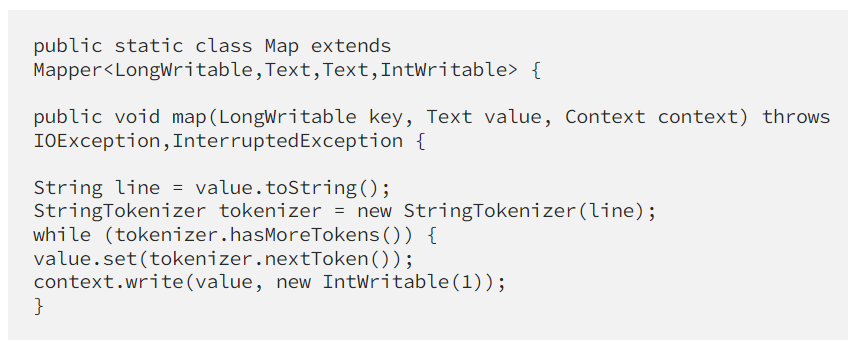 public static class Map extends
Mapper<LongWritable,Text,Text,IntWritable> {
public void map(LongWritable key, Text value, Context context) throws
IOException,InterruptedException {
String line = value.toString();
StringTokenizer tokenizer = new StringTokenizer(line);
while (tokenizer.hasMoreTokens()) {
value.set(tokenizer.nextToken());
context.write(value, new IntWritable(1));
}